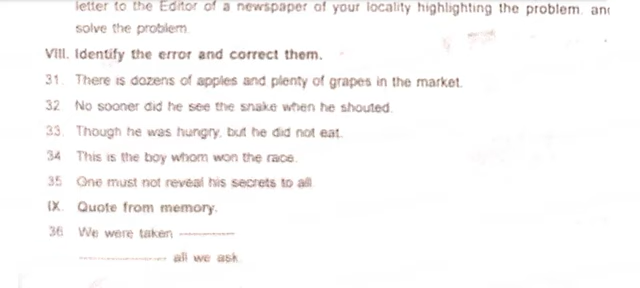 letter to the Editor of a newspaper of your locality highlighting the problem. and
solve the problem
VIII. Identify the error and correct them.
31. There is dozens of apples and plenty of grapes in the market.
32 No sooner did he see the snake when he shouted.
33. Though he was hungry, but he did not eat.
34 This is the boy whom won the race.
35 One must not reveal his secrets to all
IX. Quote from memory.
36 We were taken ————
———————— all we ask